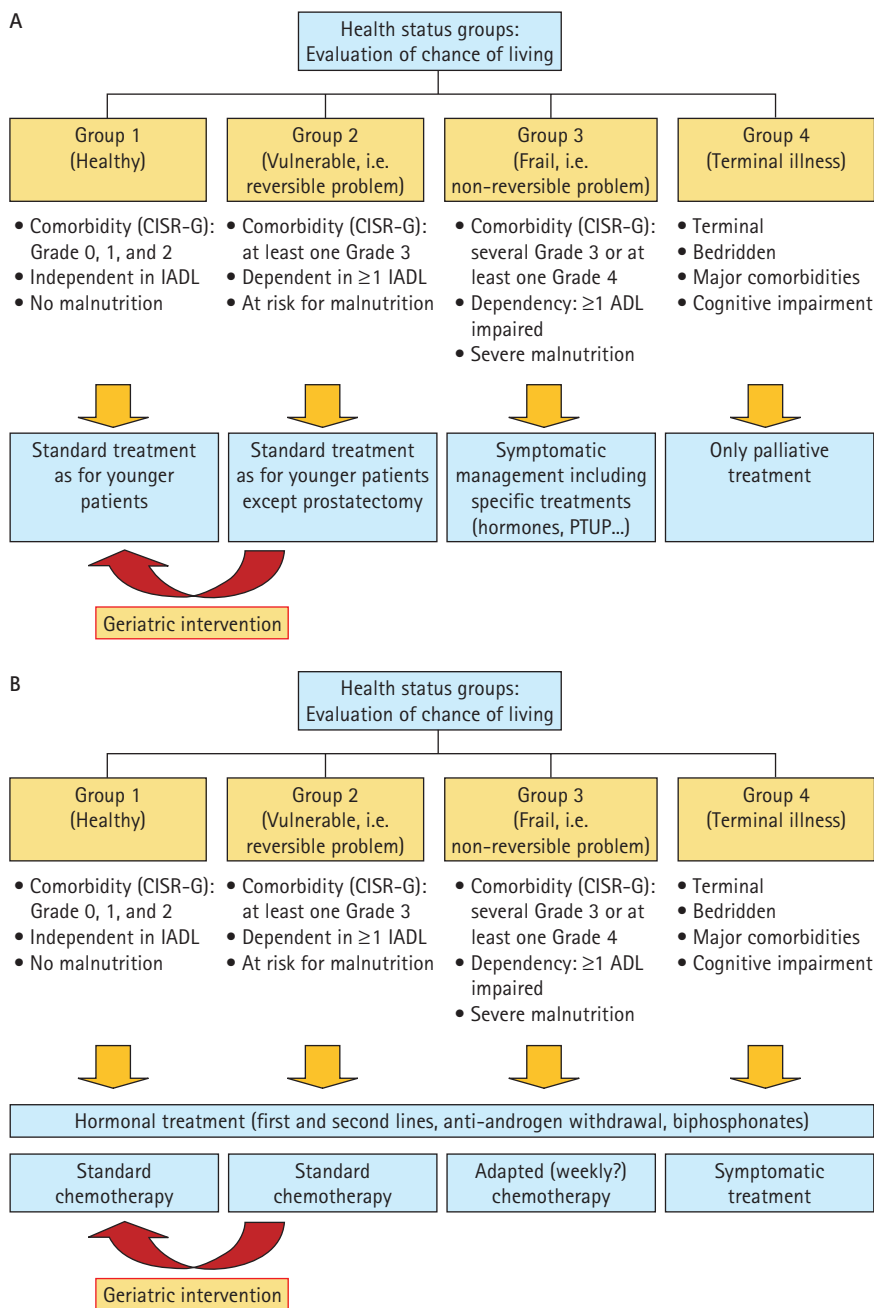 A
Health status groups:
Evaluation of chance of living
Group 1
(Healthy)
Group 2
(Vulnerable, i.e.
reversible problem)
Group 3
(Frail, i.e.
non-reversible problem)
Group 4
(Terminal illness)
• Comorbidity (CISR-G):
Grade 0, 1, and 2
• Independent in IADL
• No malnutrition
• Comorbidity (CISR-G):
at least one Grade 3
• Dependent in ≥1 IADL
• At risk for malnutrition
• Comorbidity (CISR-G):
several Grade 3 or at
least one Grade 4
• Dependency: ≥1 ADL
impaired
• Severe malnutrition
• Terminal
• Bedridden
• Major comorbidities
• Cognitive impairment
Standard treatment
as for younger
patients
Standard treatment
as for younger patients
except prostatectomy
Symptomatic
management including
specific treatments
(hormones, PTUP...)
Only palliative
treatment
Geriatric intervention
B
Health status groups:
Evaluation of chance of living
Group 1
(Healthy)
Group 2
(Vulnerable, i.e.
reversible problem)
Group 3
(Frail, i.e.
non-reversible problem)
Group 4
(Terminal illness)
• Comorbidity (CISR-G):
Grade 0, 1, and 2
• Independent in IADL
• No malnutrition
• Comorbidity (CISR-G):
at least one Grade 3
• Dependent in ≥1 IADL
• At risk for malnutrition
• Comorbidity (CISR-G):
several Grade 3 or at
least one Grade 4
• Dependency: ≥1 ADL
impaired
• Severe malnutrition
• Terminal
• Bedridden
• Major comorbidities
• Cognitive impairment
Hormonal treatment (first and second lines, anti-androgen withdrawal, biphosphonates)
Standard
chemotherapy
Standard
chemotherapy
Adapted (weekly?)
chemotherapy
Symptomatic
treatment
Geriatric intervention